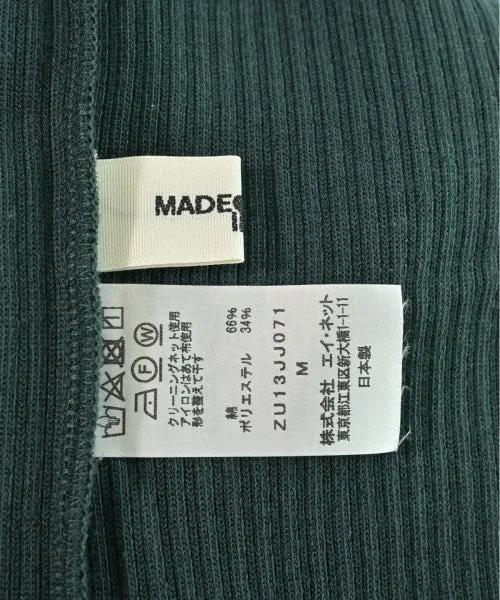 MADE
クリーニングネット使用
アイロンはあて布使用
形を整えて干す
綿 66%
ポリエステル 34%
ZU13JJ071
M
株式会社 エイ・ネット
東京都江東区新大橋1-1-11
日本製